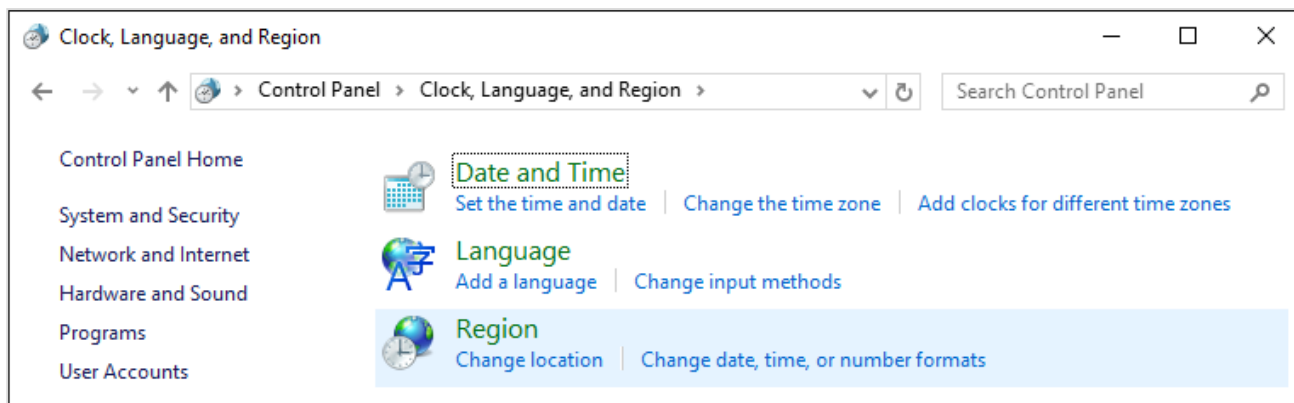 Clock, Language, and Region
Control Panel > Clock, Language, and Region >
Search Control Panel
Control Panel Home
System and Security
Network and Internet
Hardware and Sound
Programs
User Accounts
Date and Time
Set the time and date | Change the time zone | Add clocks for different time zones
Language
Add a language | Change input methods
Region
Change location | Change date, time, or number formats